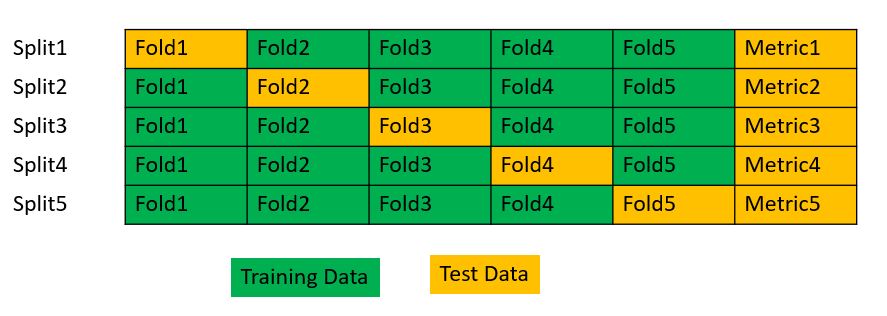 Split1 Fold1 Fold2 Fold3 Fold4 Fold5 Metric1
Split2 Fold1 Fold2 Fold3 Fold4 Fold5 Metric2
Split3 Fold1 Fold2 Fold3 Fold4 Fold5 Metric3
Split4 Fold1 Fold2 Fold3 Fold4 Fold5 Metric4
Split5 Fold1 Fold2 Fold3 Fold4 Fold5 Metric5
Training Data Test Data